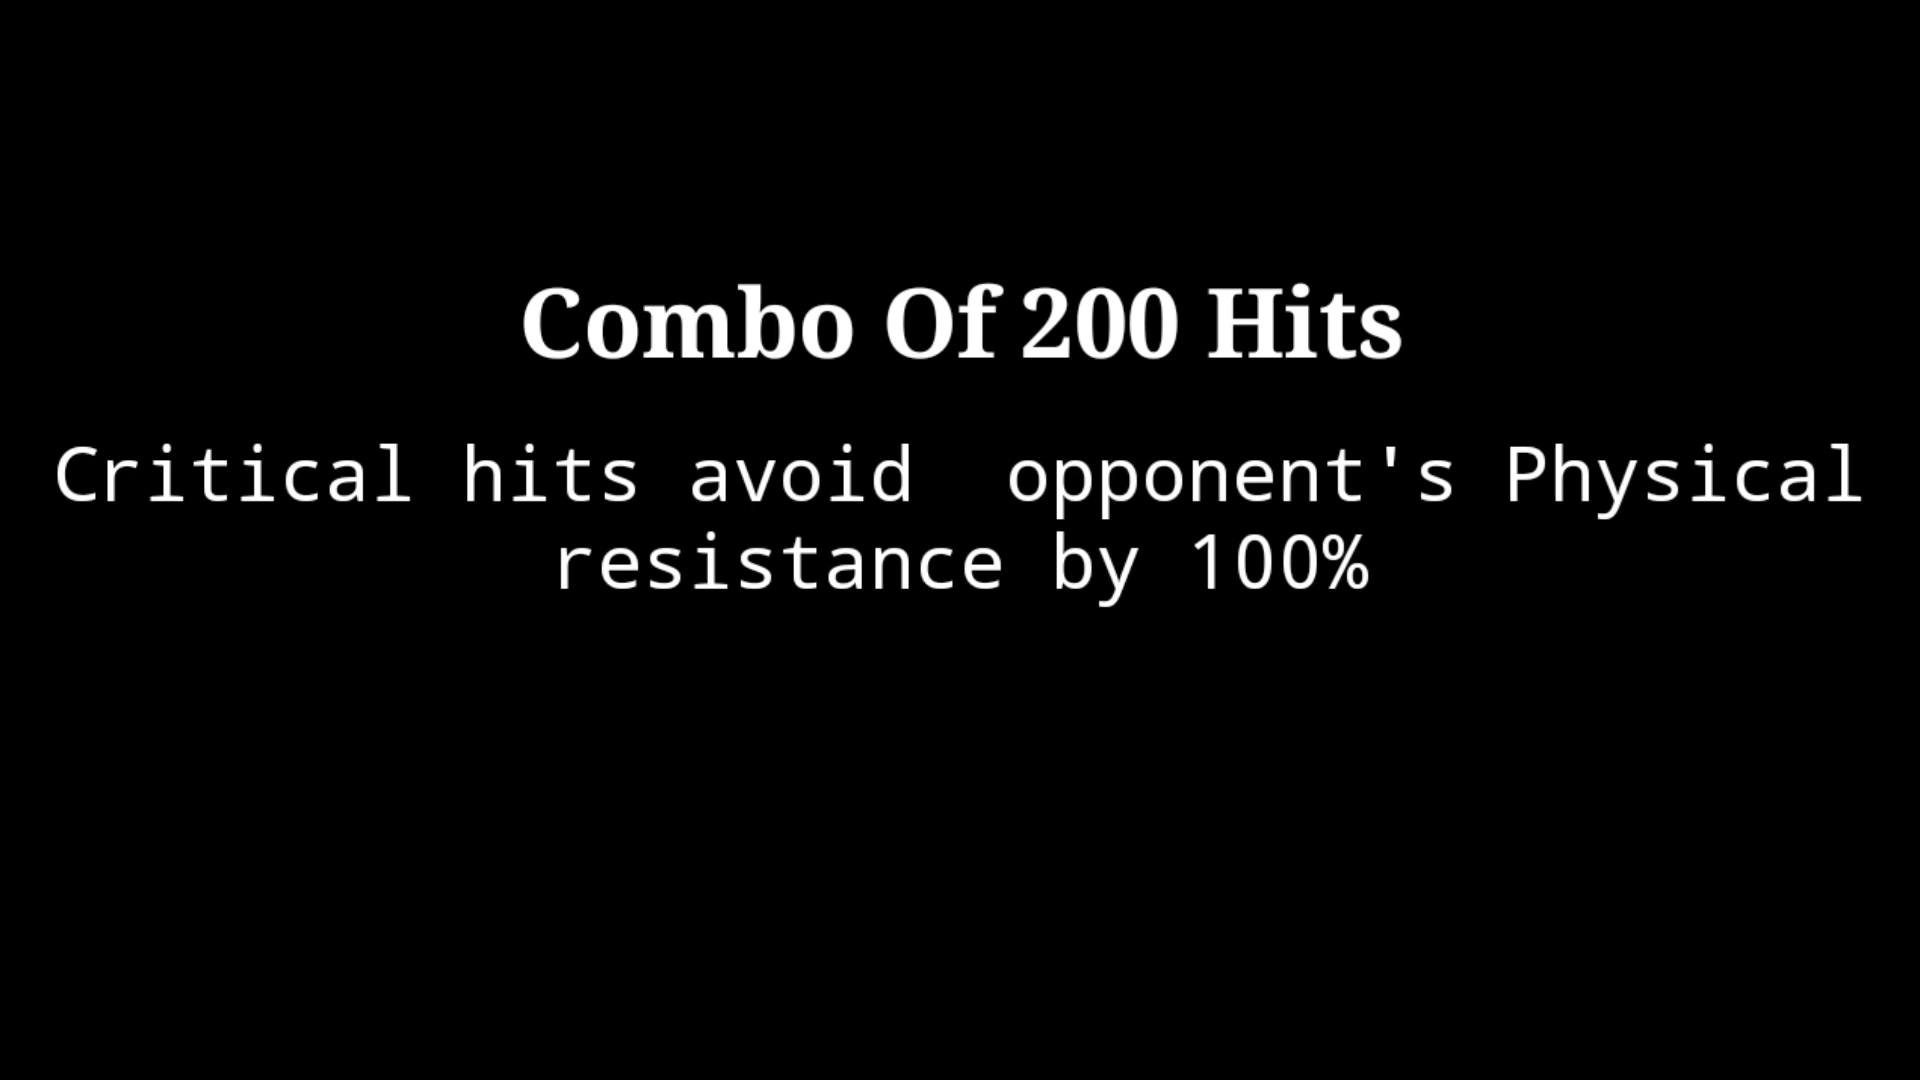 Combo Of 200 Hits
Critical hits avoid  opponent's Physical
resistance by 100%